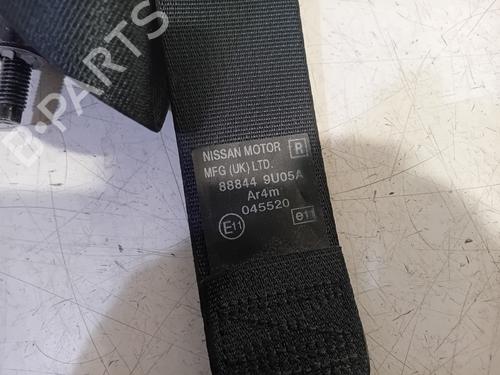 NISSAN MOTOR R
MFG (UK) LTD.
88844 9U05A
Ar4m
045520
E11 e11
B-PARTS